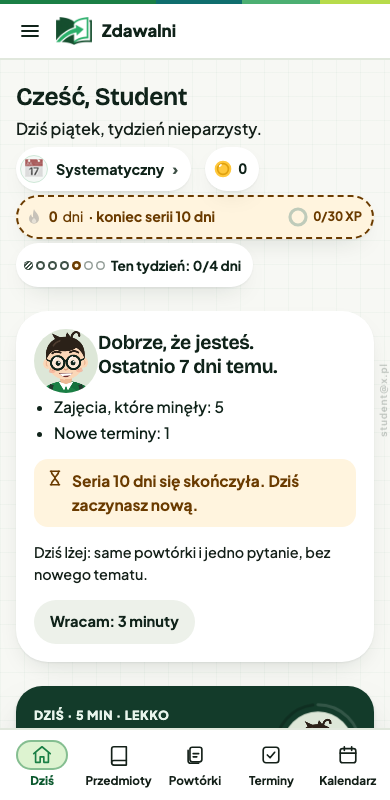 Zdawalni
Cześć, Student
Dziś piątek, tydzień nieparzysty.
17 Systematyczny › 0
0 dni · koniec serii 10 dni 0/30 XP
Ten tydzień: 0/4 dni
Dobrze, że jesteś.
Ostatnio 7 dni temu.
• Zajęcia, które minęły: 5
• Nowe terminy: 1
student@x.pl
Seria 10 dni się skończyła. Dziś
zaczynasz nową.
Dziś lżej: same powtórki i jedno pytanie, bez
nowego tematu.
Wracam: 3 minuty
DZIŚ · 5 MIN · LEKKO
Dziś Przedmioty Powtórki Terminy Kalendarz